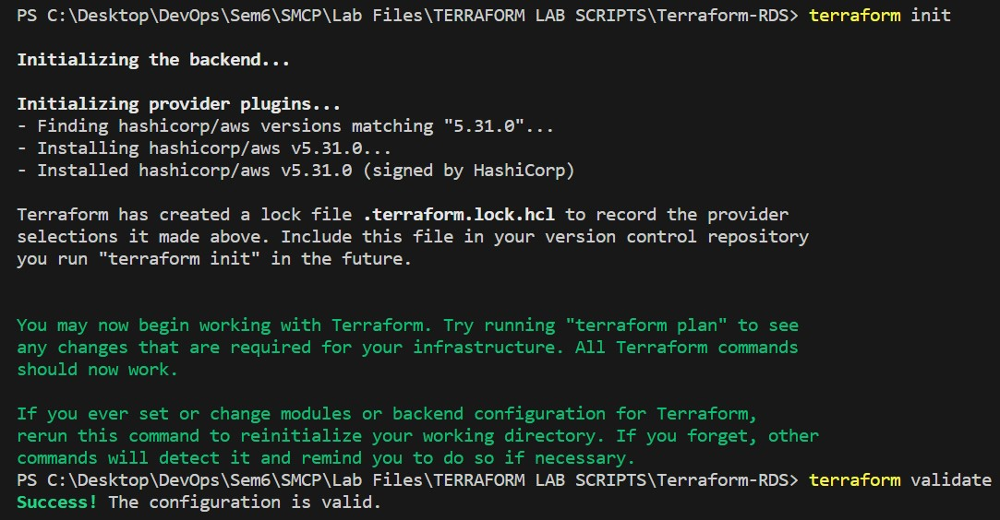 PS C:\Desktop\DevOps\Sem6\SMCP\Lab Files\TERRAFORM LAB SCRIPTS\Terraform-RDS> terraform init
Initializing the backend...
Initializing provider plugins...
- Finding hashicorp/aws versions matching "5.31.0"...
- Installing hashicorp/aws v5.31.0...
- Installed hashicorp/aws v5.31.0 (signed by HashiCorp)
Terraform has created a lock file .terraform.lock.hcl to record the provider
selections it made above. Include this file in your version control repository
you run "terraform init" in the future.
You may now begin working with Terraform. Try running "terraform plan" to see
any changes that are required for your infrastructure. All Terraform commands
should now work.
If you ever set or change modules or backend configuration for Terraform,
rerun this command to reinitialize your working directory. If you forget, other
commands will detect it and remind you to do so if necessary.
PS C:\Desktop\DevOps\Sem6\SMCP\Lab Files\TERRAFORM LAB SCRIPTS\Terraform-RDS> terraform validate
Success! The configuration is valid.